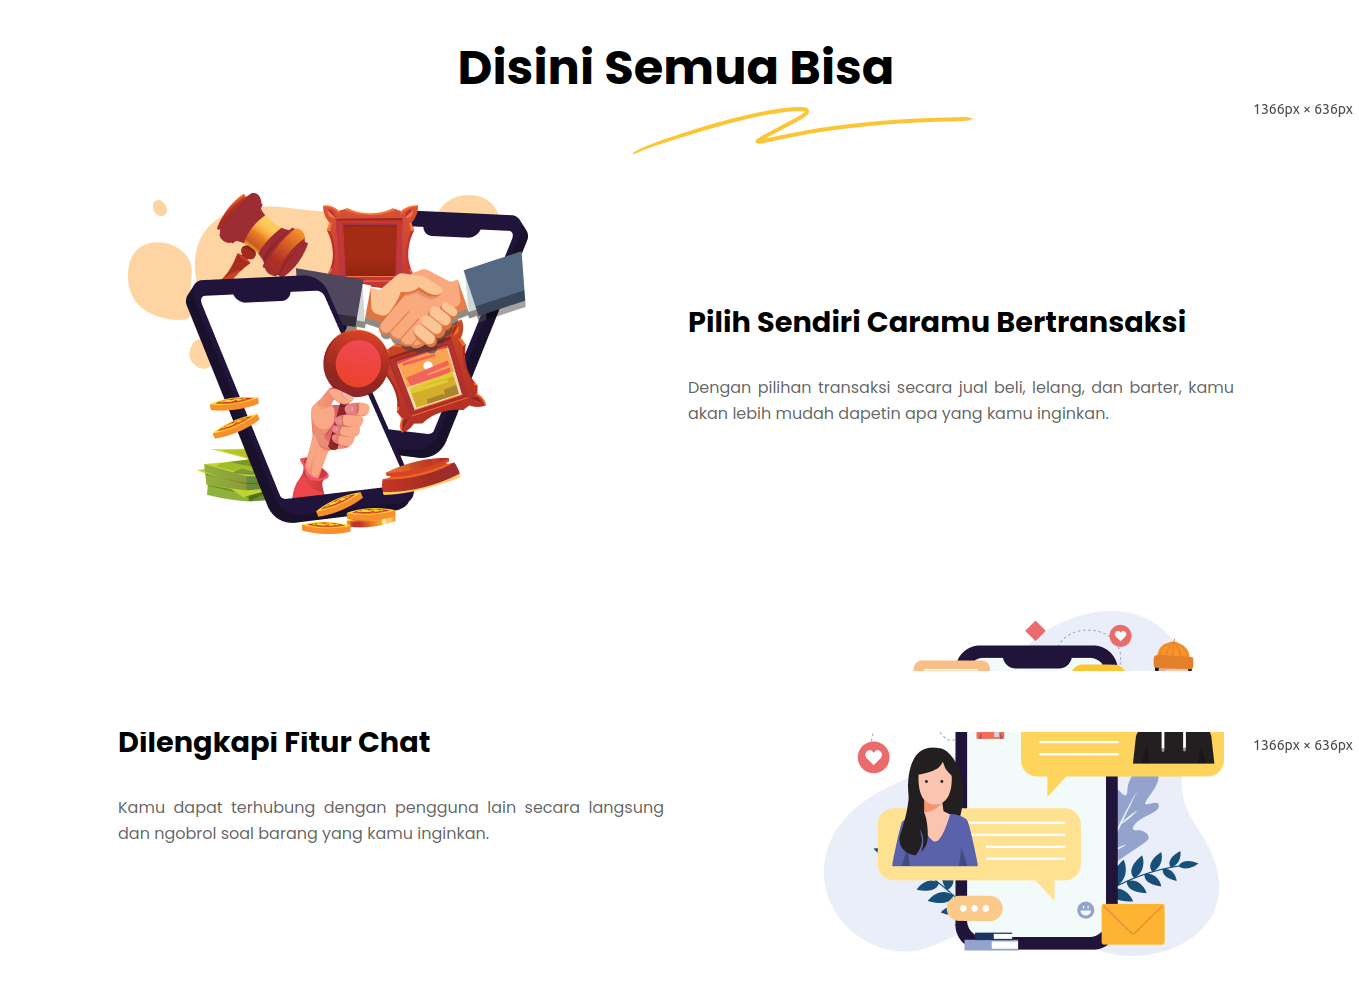 Disini Semua Bisa
1366px × 636px
Pilih Sendiri Caramu Bertransaksi
Dengan pilihan transaksi secara jual beli, lelang, dan barter, kamu
akan lebih mudah dapetin apa yang kamu inginkan.
Dilengkapi Fitur Chat
1366px × 636px
Kamu dapat terhubung dengan pengguna lain secara langsung
dan ngobrol soal barang yang kamu inginkan.